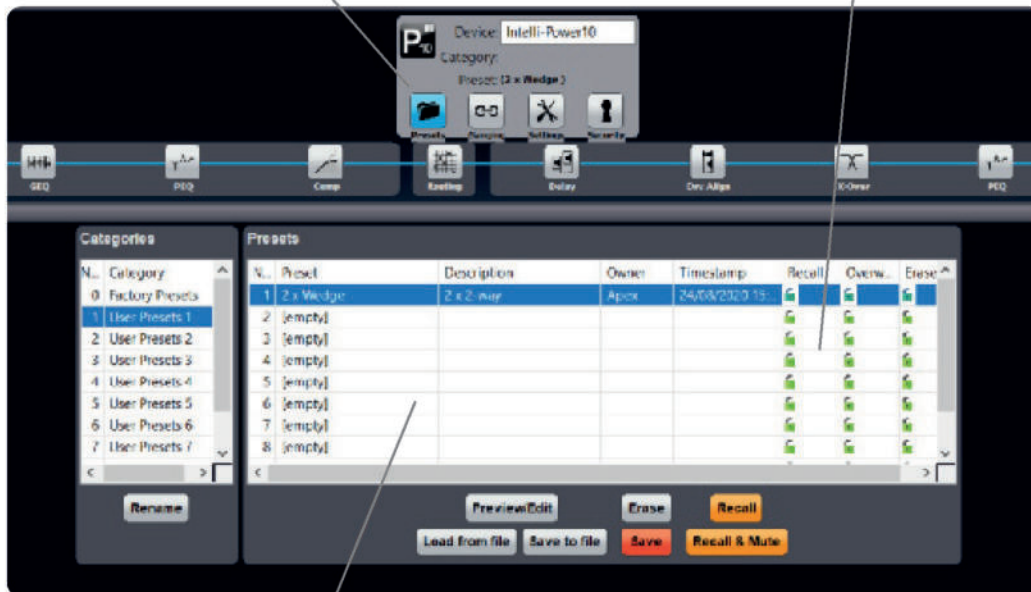 P10
Device: Intelli-Power10
Category:
Preset: (2 x Wedge )
Presets Ganging Settings Security
GEQ PEQ Comp Routing Delay Drv Align X-Over PEQ
Categories
N... Category
0 Factory Presets
1 User Presets 1
2 User Presets 2
3 User Presets 3
4 User Presets 4
5 User Presets 5
6 User Presets 6
7 User Presets 7
Rename
Presets
N... Preset Description Owner Timestamp Recall Overw... Erase
1 2 x Wedge 2 x 2-way Apex 24/08/2020 15:...
2 [empty]
3 [empty]
4 [empty]
5 [empty]
6 [empty]
7 [empty]
8 [empty]
Preview/Edit Erase Recall
Load from file Save to file Save Recall & Mute